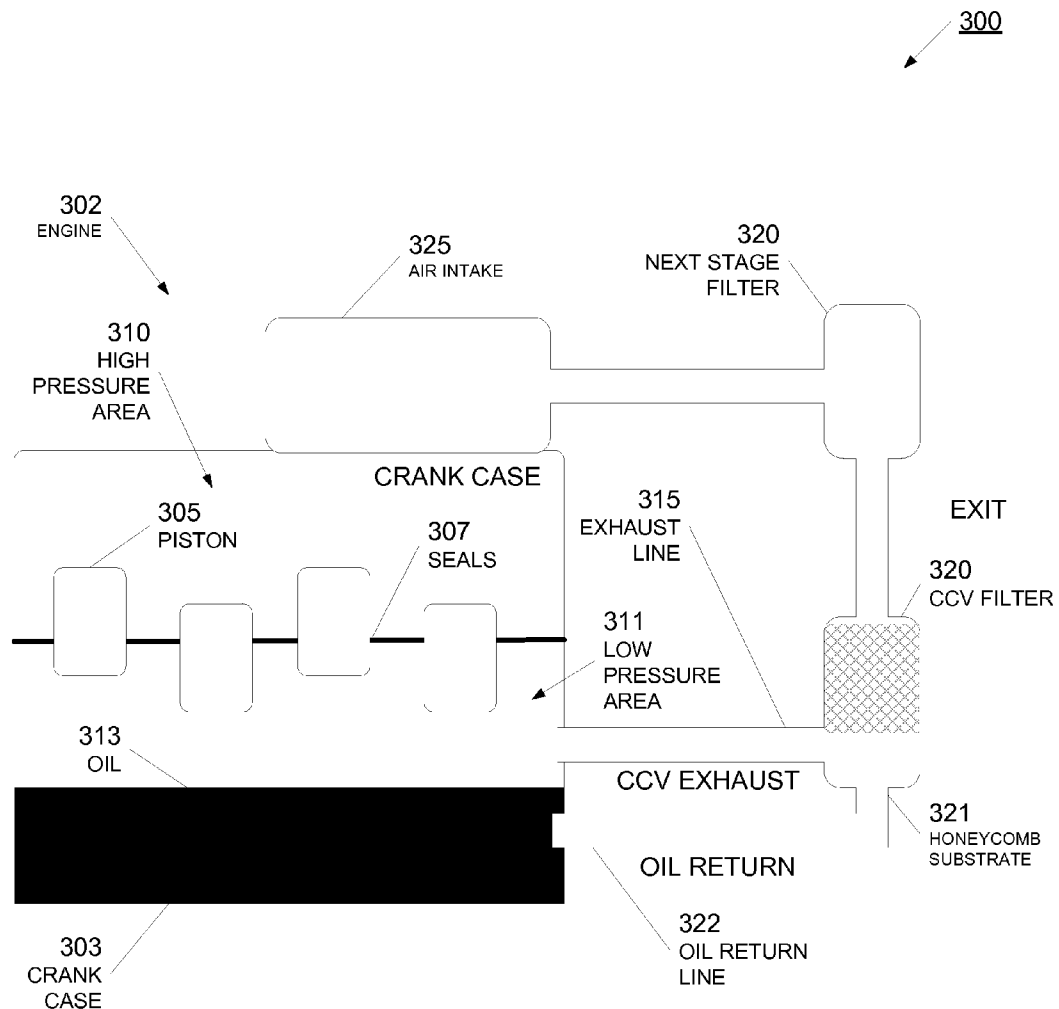 300
302
ENGINE
325
AIR INTAKE
320
NEXT STAGE
FILTER
310
HIGH
PRESSURE
AREA
CRANK CASE
305
PISTON
307
SEALS
315
EXHAUST
LINE
EXIT
320
CCV FILTER
311
LOW
PRESSURE
AREA
313
OIL
CCV EXHAUST
321
HONEYCOMB
SUBSTRATE
OIL RETURN
322
OIL RETURN
LINE
303
CRANK
CASE